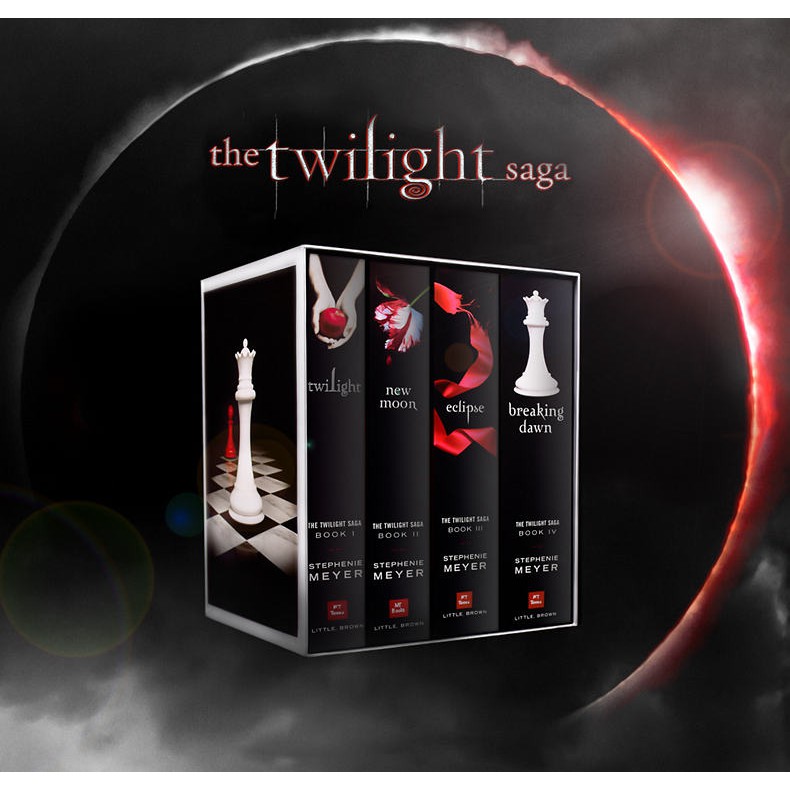 the twilight saga
twilight
THE TWILIGHT SAGA
BOOK I
STEPHENIE
MEYER
LITTLE, BROWN
new
moon
THE TWILIGHT SAGA
BOOK II
STEPHENIE
MEYER
LITTLE, BROWN
eclipse
THE TWILIGHT SAGA
BOOK III
STEPHENIE
MEYER
LITTLE, BROWN
breaking
dawn
THE TWILIGHT SAGA
BOOK IV
STEPHENIE
MEYER
LITTLE, BROWN